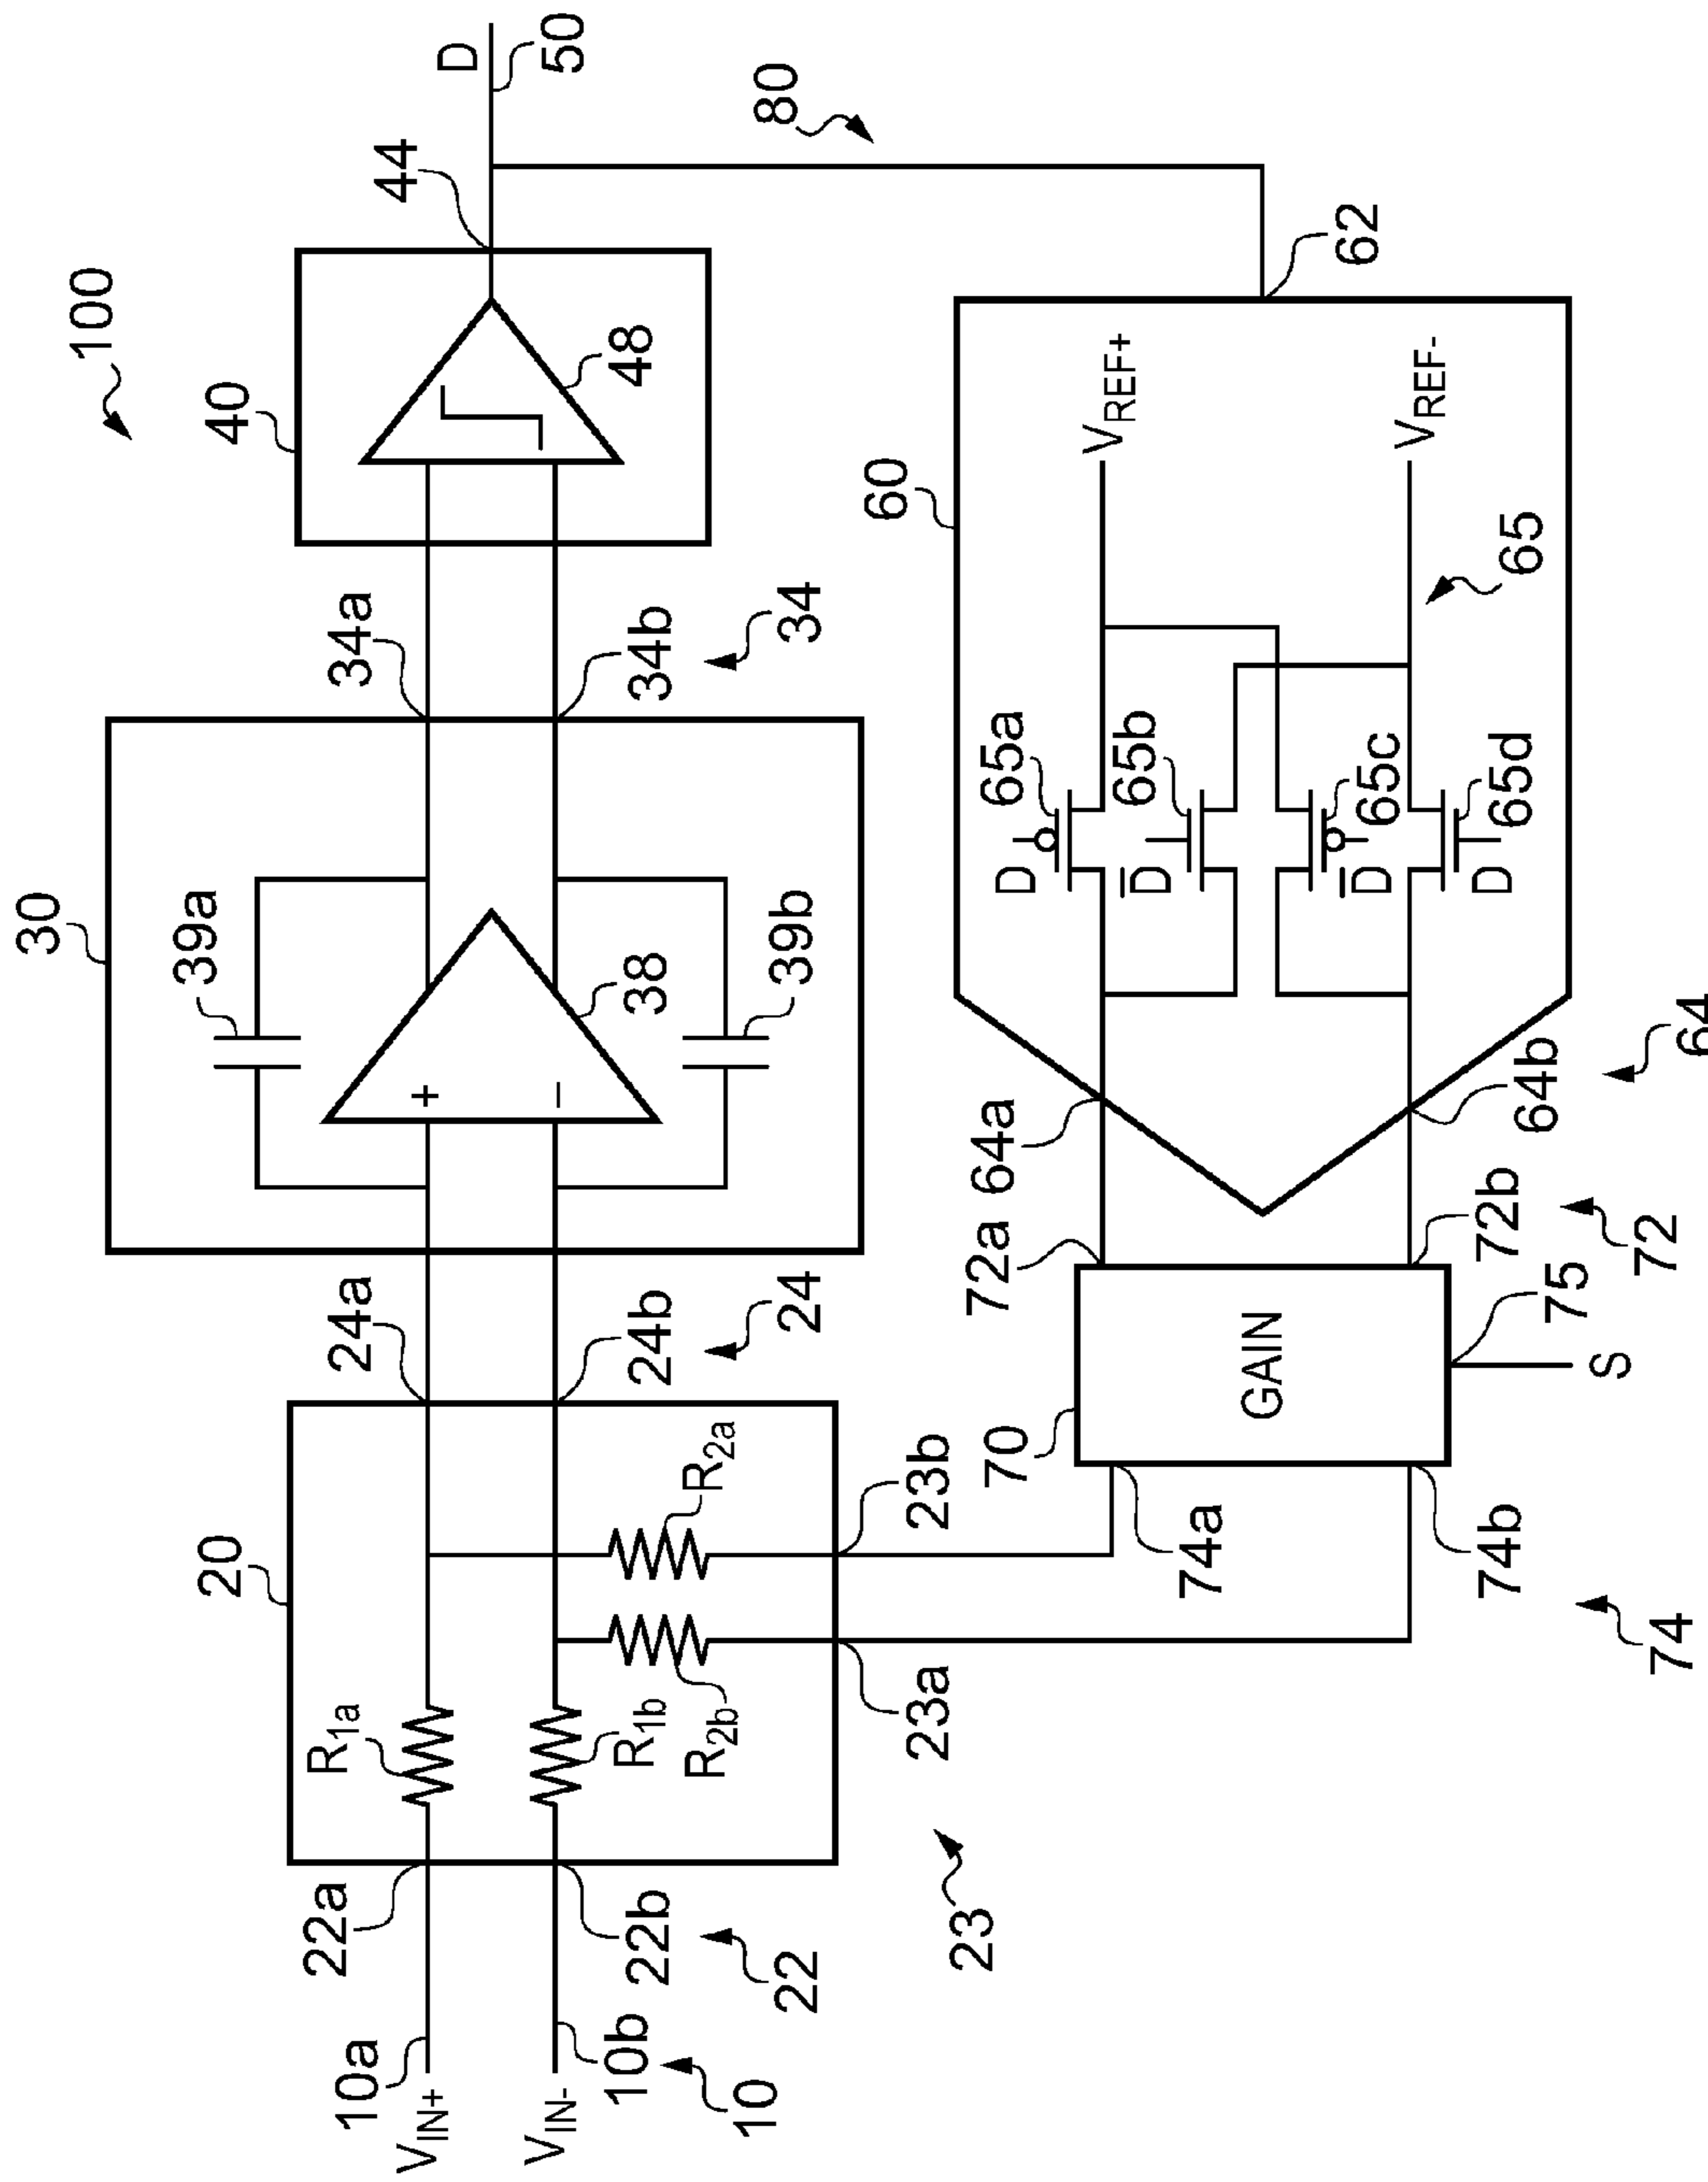 100
30
40
44
D
50
20
39a
24a
34a
48
22a
R1a
+
−
38
10a
VIN+
VIN-
10b
10
22b
22
R1b
R2b
R2a
24b
24
39b
34b
34
80
23
23a
23b
70
74a
74b
74
GAIN
S
75
72a
72b
72
64a
64b
64
60
65a
65b
65c
65d
D
D̅
D̅
D
65
VREF+
VREF-
62